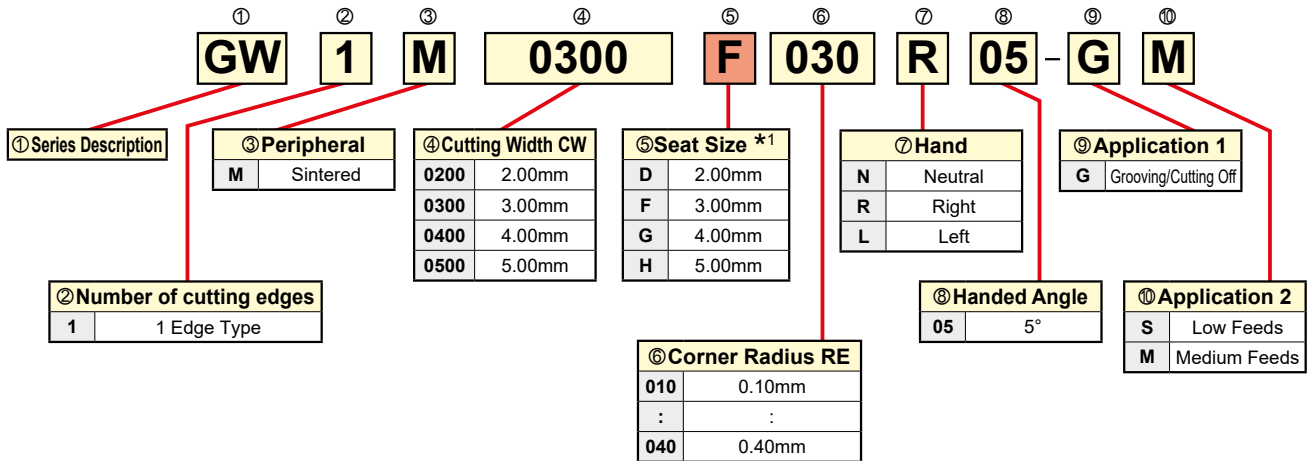 ① ② ③ ④ ⑤ ⑥ ⑦ ⑧ ⑨ ⑩
GW 1 M 0300 F 030 R 05 – G M
①Series Description
③Peripheral
M Sintered
④Cutting Width CW
0200 2.00mm
0300 3.00mm
0400 4.00mm
0500 5.00mm
⑤Seat Size *1
D 2.00mm
F 3.00mm
G 4.00mm
H 5.00mm
⑦Hand
N Neutral
R Right
L Left
⑨Application 1
G Grooving/Cutting Off
②Number of cutting edges
1 1 Edge Type
⑧Handed Angle
05 5°
⑩Application 2
S Low Feeds
M Medium Feeds
⑥Corner Radius RE
010 0.10mm
: :
040 0.40mm